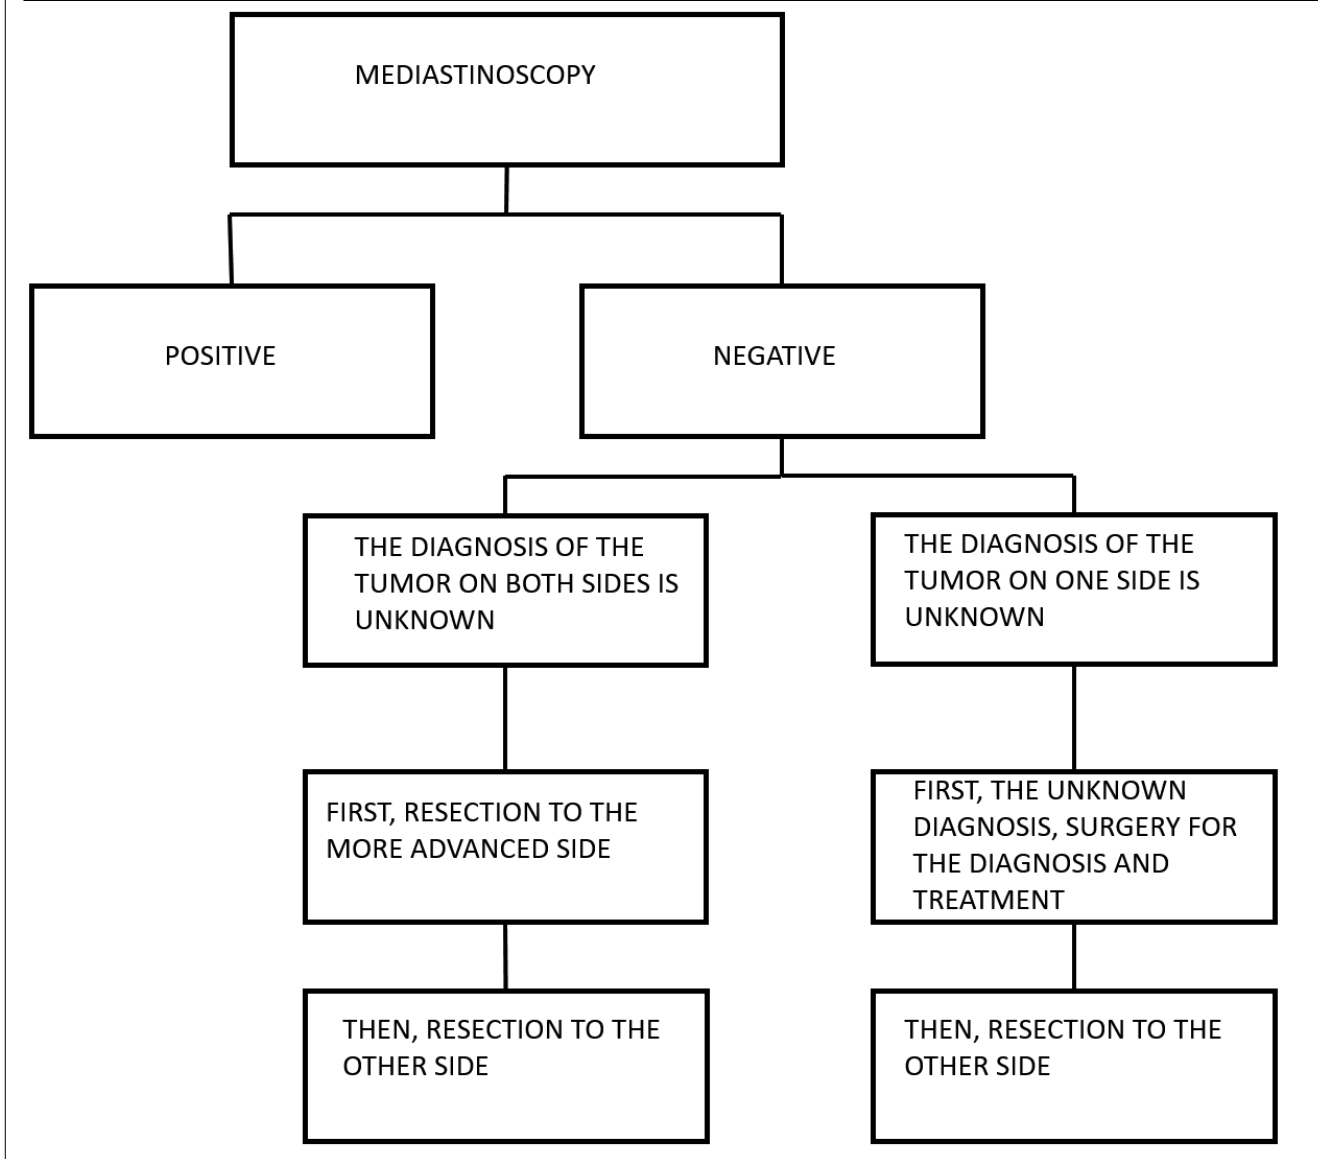 MEDIASTINOSCOPY
POSITIVE
NEGATIVE
THE DIAGNOSIS OF THE
TUMOR ON BOTH SIDES IS
UNKNOWN
THE DIAGNOSIS OF THE
TUMOR ON ONE SIDE IS
UNKNOWN
FIRST, RESECTION TO THE
MORE ADVANCED SIDE
FIRST, THE UNKNOWN
DIAGNOSIS, SURGERY FOR
THE DIAGNOSIS AND
TREATMENT
THEN, RESECTION TO THE
OTHER SIDE
THEN, RESECTION TO THE
OTHER SIDE